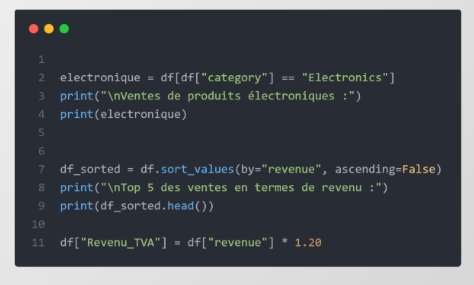 1
2 electronique = df[df["category"] == "Electronics"]
3 print("\nVentes de produits électroniques :")
4 print(electronique)
5
6
7 df_sorted = df.sort_values(by="revenue", ascending=False)
8 print("\nTop 5 des ventes en termes de revenu :")
9 print(df_sorted.head())
10
11 df["Revenu_TVA"] = df["revenue"] * 1.20